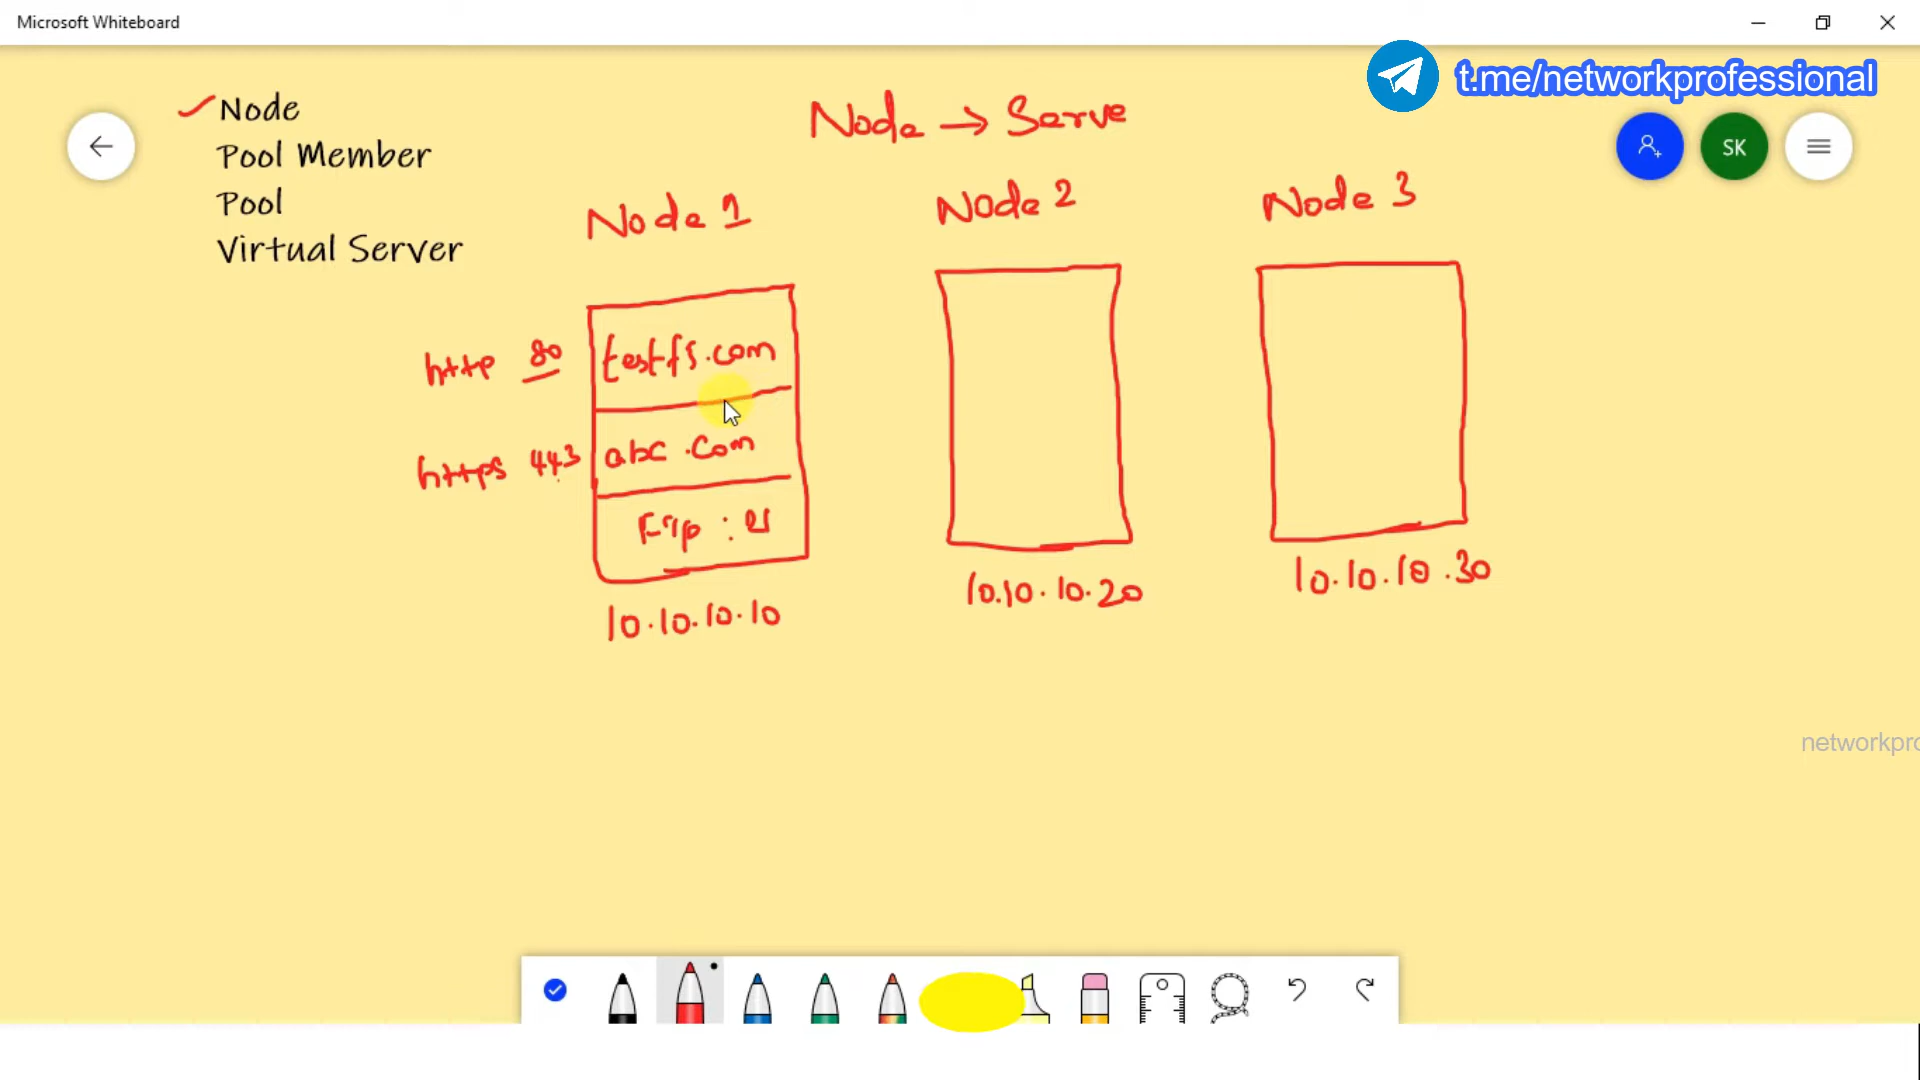 Microsoft Whiteboard
t.me/networkprofessional
Node
Pool Member
Pool
Virtual Server
Node → Serve
SK
Node 1
Node 2
Node 3
http 80
testfs.com
https 443
abc.com
: 21
10.10.10.10
10.10.10.20
10.10.10.30
networkpro